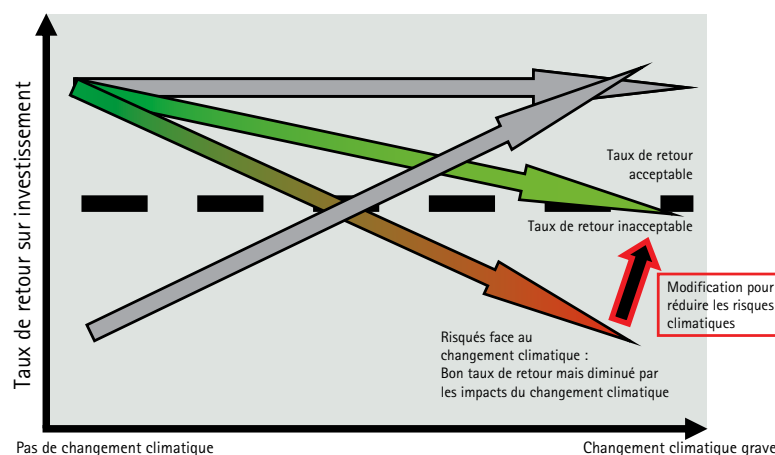 Taux de retour sur investissement
Taux de retour
acceptable
Taux de retour inacceptable
Modification pour
réduire les risques
climatiques
Risqués face au
changement climatique :
Bon taux de retour mais diminué par
les impacts du changement climatique
Pas de changement climatique
Changement climatique grave